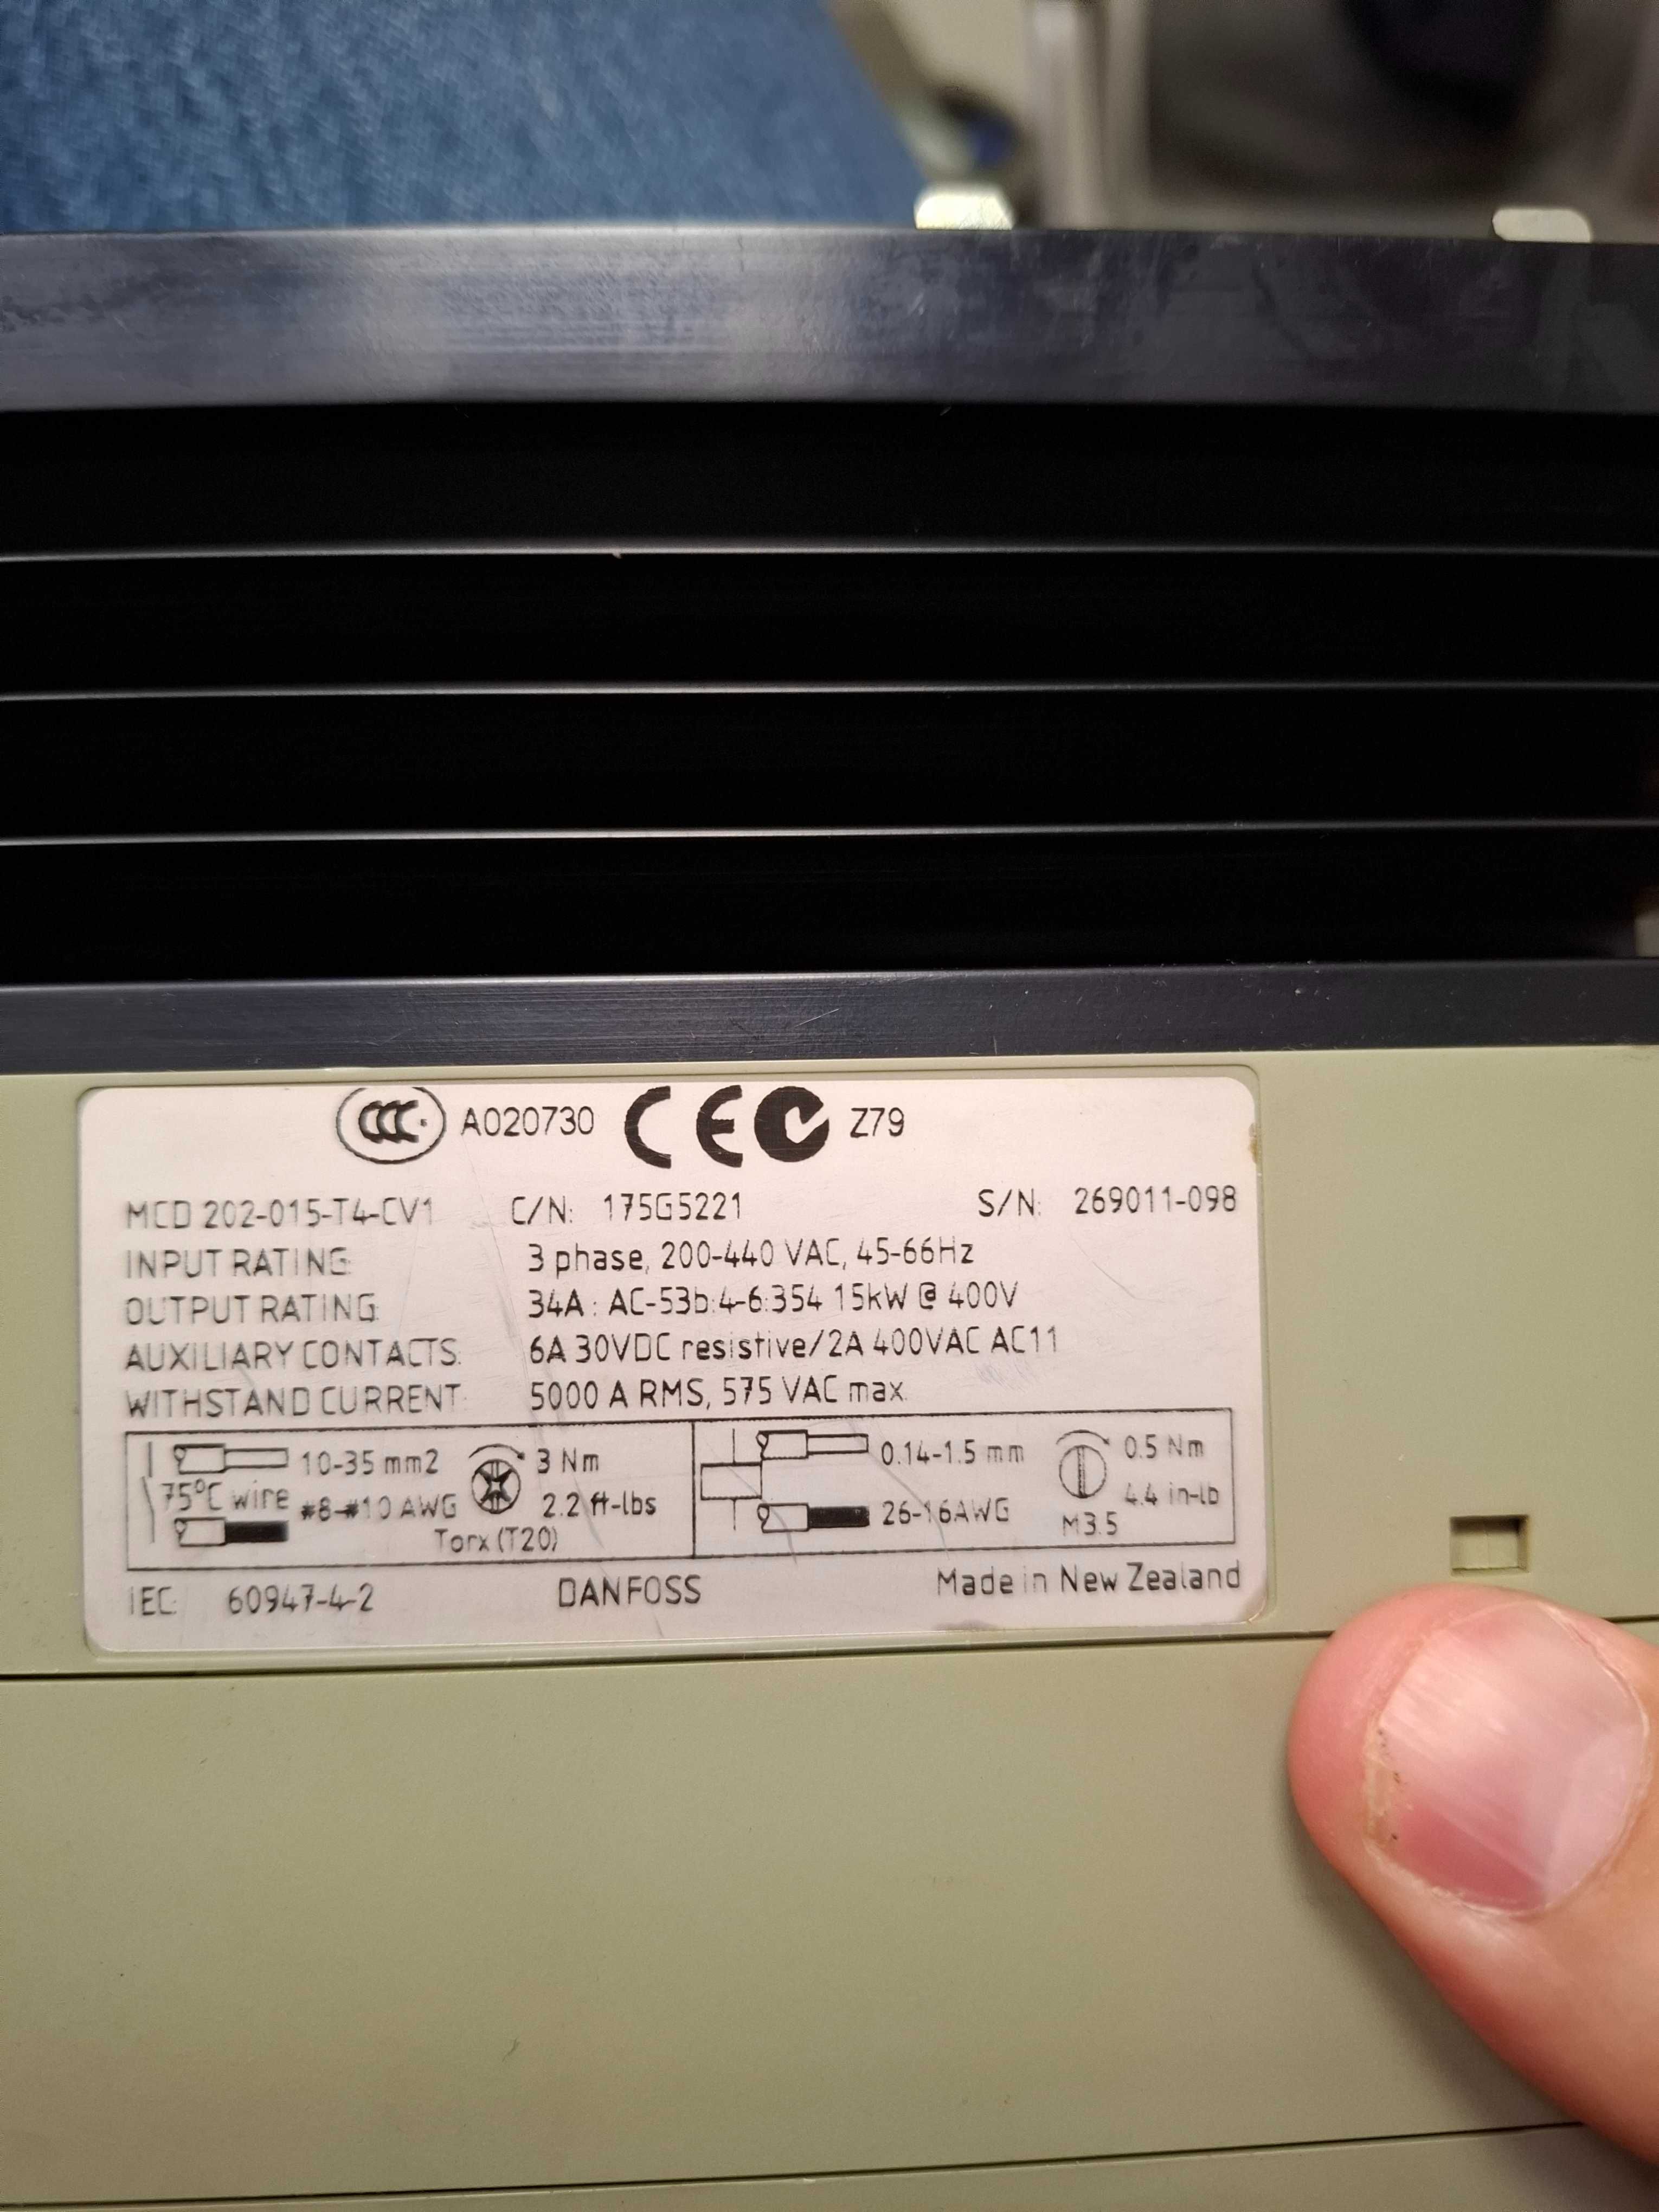 CCC A020730 CE Z79
MCD 202-015-T4-CV1 C/N: 175G5221 S/N: 269011-098
INPUT RATING: 3 phase, 200-440 VAC, 45-66Hz
OUTPUT RATING: 34A : AC-53b:4-6:354 15kW @ 400V
AUXILIARY CONTACTS: 6A 30VDC resistive/2A 400VAC AC11
WITHSTAND CURRENT: 5000 A RMS, 575 VAC max.
10-35 mm2 3 Nm
75°C wire #8-#10 AWG 2.2 ft-lbs
Torx (T20)
0.14-1.5 mm 0.5 Nm
26-16AWG 4.4 in-lb
M3.5
IEC: 60947-4-2 DANFOSS Made in New Zealand